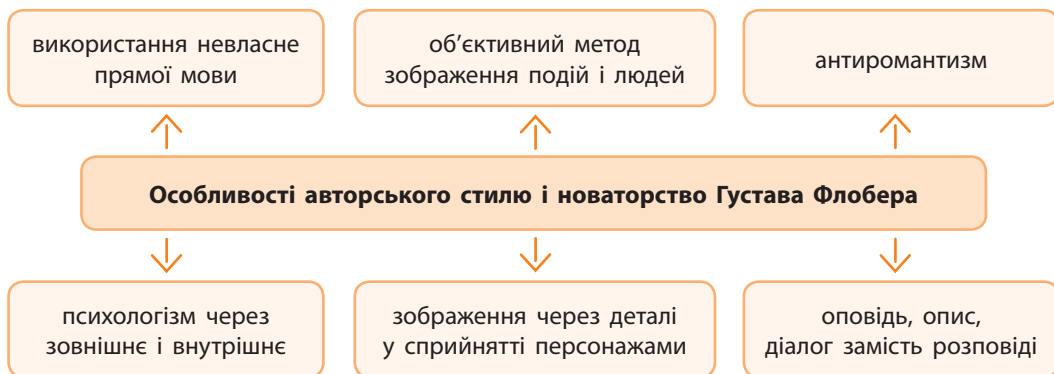 використання невласне
прямої мови
об’єктивний метод
зображення подій і людей
антиромантизм
Особливості авторського стилю і новаторство Густава Флобера
психологізм через
зовнішнє і внутрішнє
зображення через деталі
у сприйнятті персонажами
оповідь, опис,
діалог замість розповіді